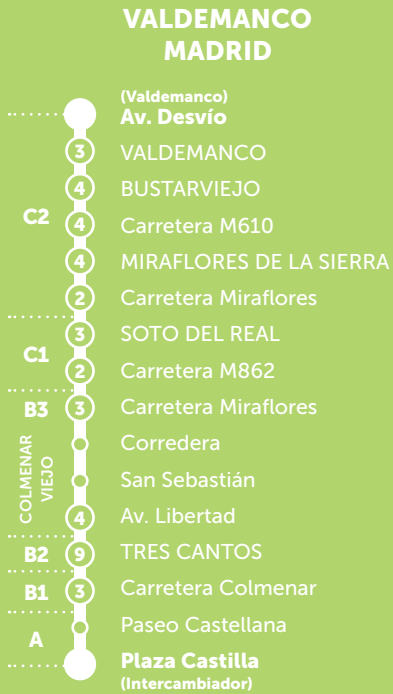 VALDEMANCO
MADRID
(Valdemanco)
Av. Desvío
3 VALDEMANCO
4 BUSTARVIEJO
C2
4 Carretera M610
4 MIRAFLORES DE LA SIERRA
2 Carretera Miraflores
3 SOTO DEL REAL
C1
2 Carretera M862
B3 3 Carretera Miraflores
COLMENAR
VIEJO
Corredera
San Sebastián
4 Av. Libertad
B2 9 TRES CANTOS
B1 3 Carretera Colmenar
Paseo Castellana
A
Plaza Castilla
(Intercambiador)